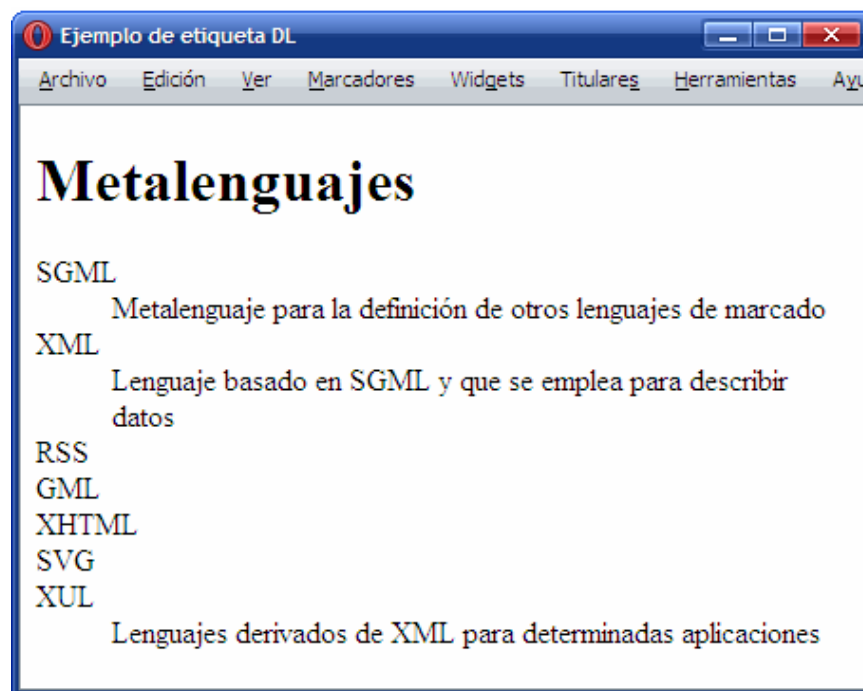 Ejemplo de etiqueta DL
Archivo Edición Ver Marcadores Widgets Titulares Herramientas Ayu
Metalenguajes
SGML
Metalenguaje para la definición de otros lenguajes de marcado
XML
Lenguaje basado en SGML y que se emplea para describir
datos
RSS
GML
XHTML
SVG
XUL
Lenguajes derivados de XML para determinadas aplicaciones